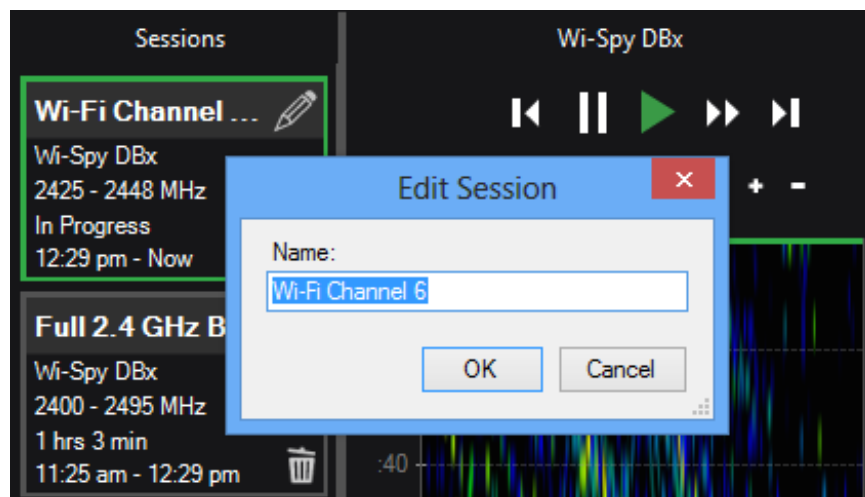 Sessions
Wi-Spy DBx
Wi-Fi Channel ...
Wi-Spy DBx
2425 - 2448 MHz
In Progress
12:29 pm - Now
Edit Session
Name:
Wi-Fi Channel 6
OK
Cancel
Full 2.4 GHz B
Wi-Spy DBx
2400 - 2495 MHz
1 hrs 3 min
11:25 am - 12:29 pm
:40